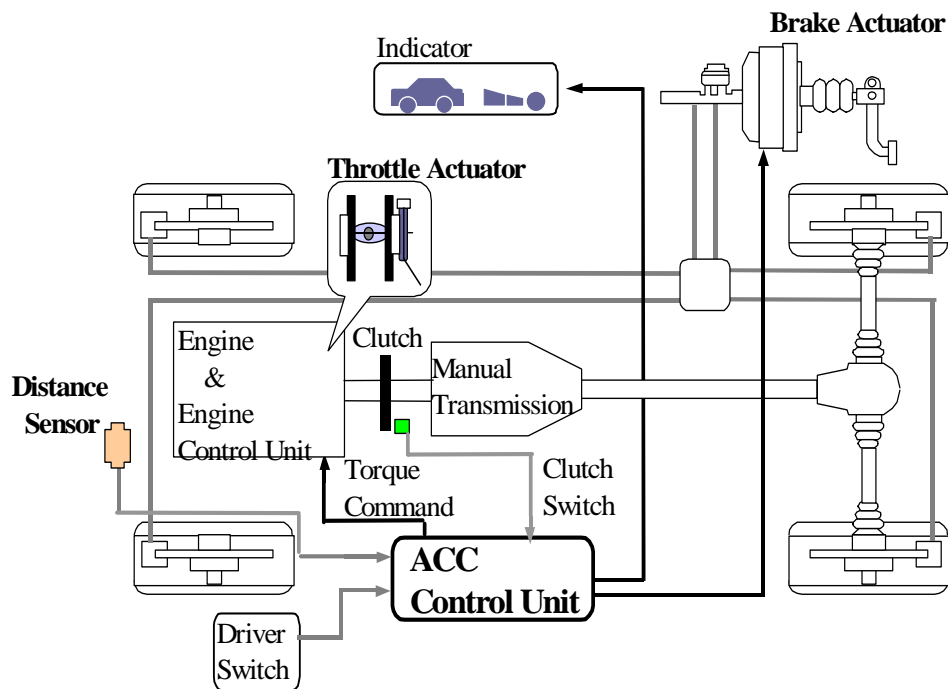 Brake Actuator
Indicator
Throttle Actuator
Engine
&
Engine
Control Unit
Clutch
Manual
Transmission
Distance
Sensor
Torque
Command
Clutch
Switch
ACC
Control Unit
Driver
Switch